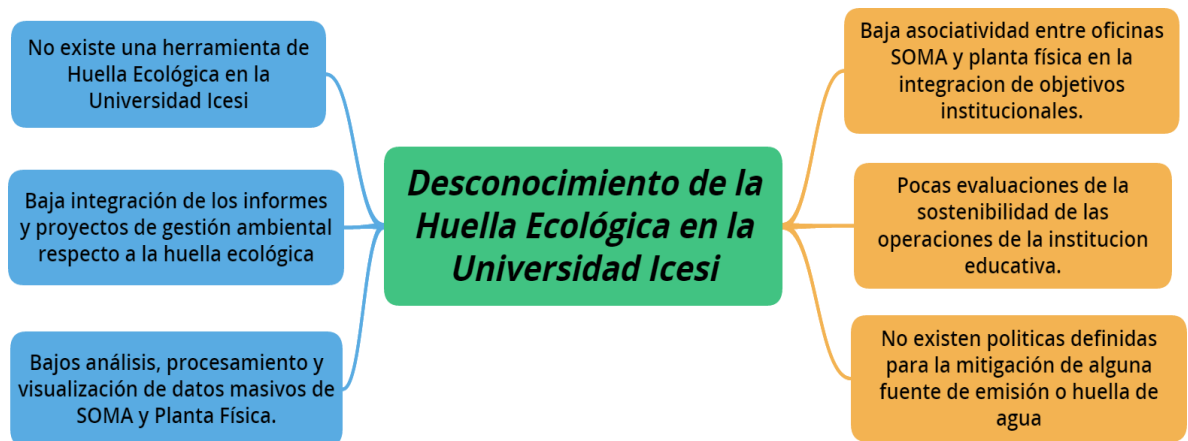 No existe una herramienta de
Huella Ecológica en la
Universidad Icesi
Baja integración de los informes
y proyectos de gestión ambiental
respecto a la huella ecológica
Bajos análisis, procesamiento y
visualización de datos masivos de
SOMA y Planta Física.
Desconocimiento de la
Huella Ecológica en la
Universidad Icesi
Baja asociatividad entre oficinas
SOMA y planta física en la
integracion de objetivos
institucionales.
Pocas evaluaciones de la
sostenibilidad de las
operaciones de la institucion
educativa.
No existen politicas definidas
para la mitigación de alguna
fuente de emisión o huella de
agua